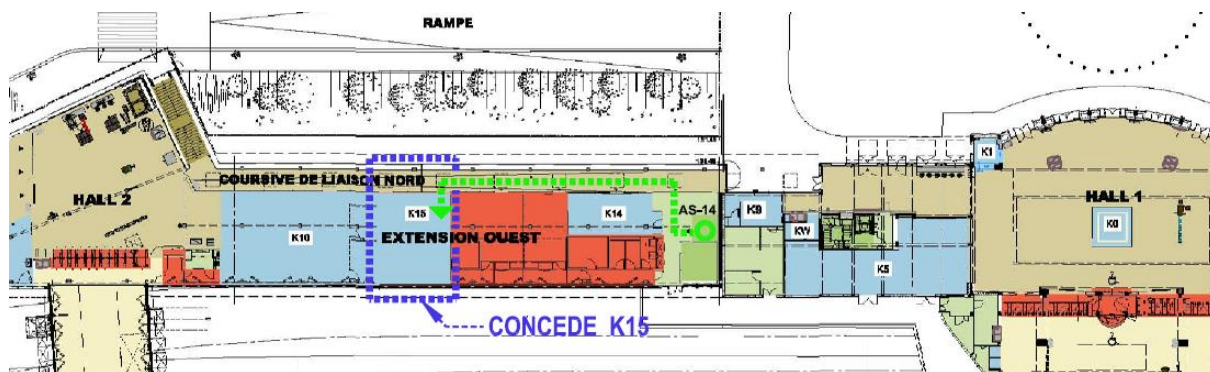 RAMPE
K1
COURSIVE DE LIAISON NORD
HALL 2
HALL 1
K15
K14
AS-14
K9
K0
KW
K10
EXTENSION OUEST
K5
CONCEDE K15